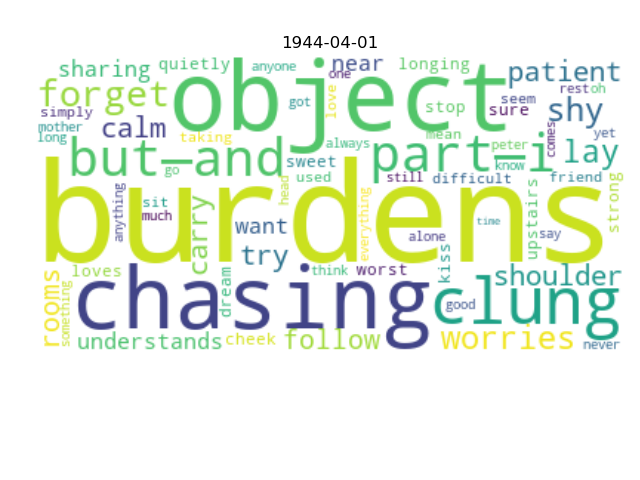 1944-04-01
sharing quietly anyone near longing patient
forget object one love got stop seem sure rest oh shy
simply mother long calm taking always mean peter comes yet
but—and go sweet part—i know lay
used head still difficult friend strong
burdens
anything sit much carry want everything alone upstairs say time
try kiss
rooms something loves chasing dream think worst clung good shoulder
understands cheek follow worries never